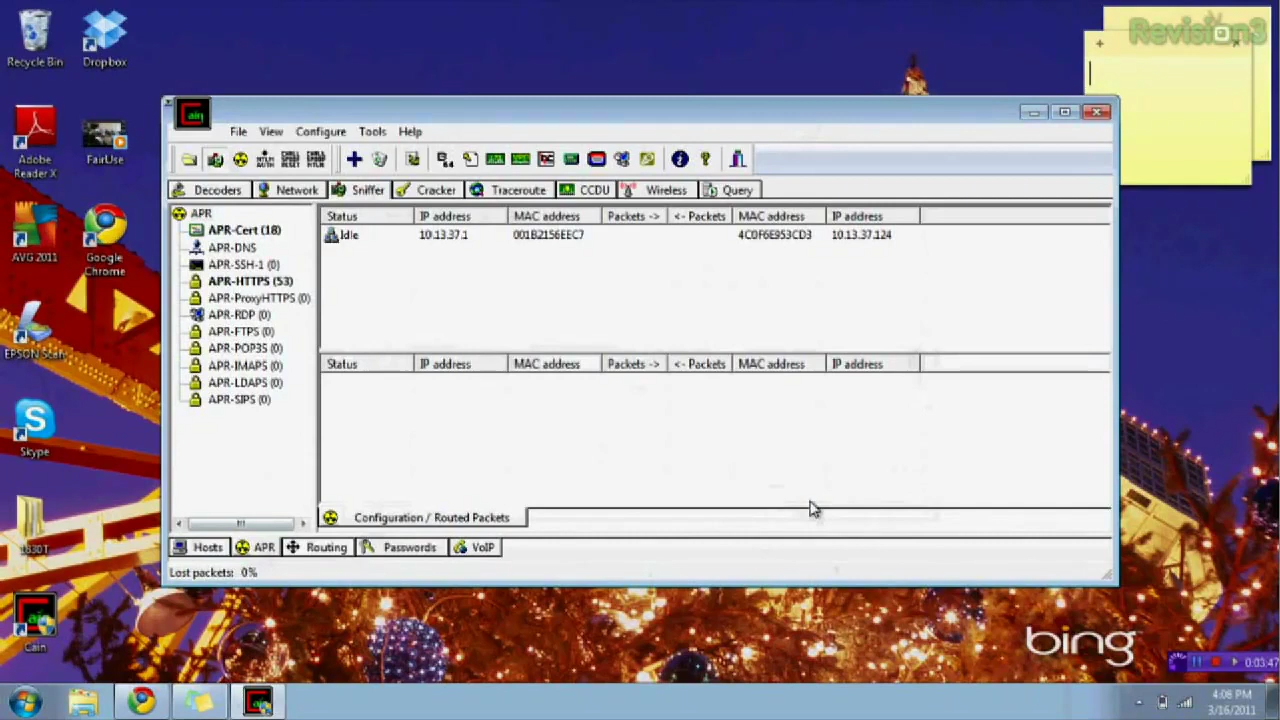 Revision3
Recycle Bin
Dropbox
Cain
File View Configure Tools Help
Adobe Reader X
FairUse
Decoders Network Sniffer Cracker Traceroute CCDU Wireless Query
APR
Status IP address MAC address Packets -> <- Packets MAC address IP address
APR-Cert (18)
Idle 10.13.37.1 001B2156EEC7 4C0F6E953CD3 10.13.37.124
APR-DNS
APR-SSH-1 (0)
AVG 2011
Google Chrome
APR-HTTPS (53)
APR-ProxyHTTPS (0)
APR-RDP (0)
APR-FTPS (0)
APR-POP3S (0)
EPSON Scan
APR-IMAPS (0)
Status IP address MAC address Packets -> <- Packets MAC address IP address
APR-LDAPS (0)
APR-SIPS (0)
Skype
Configuration / Routed Packets
1830T
Hosts APR Routing Passwords VoIP
Lost packets: 0%
Cain
bing
0:03:47
4:08 PM
3/16/2011